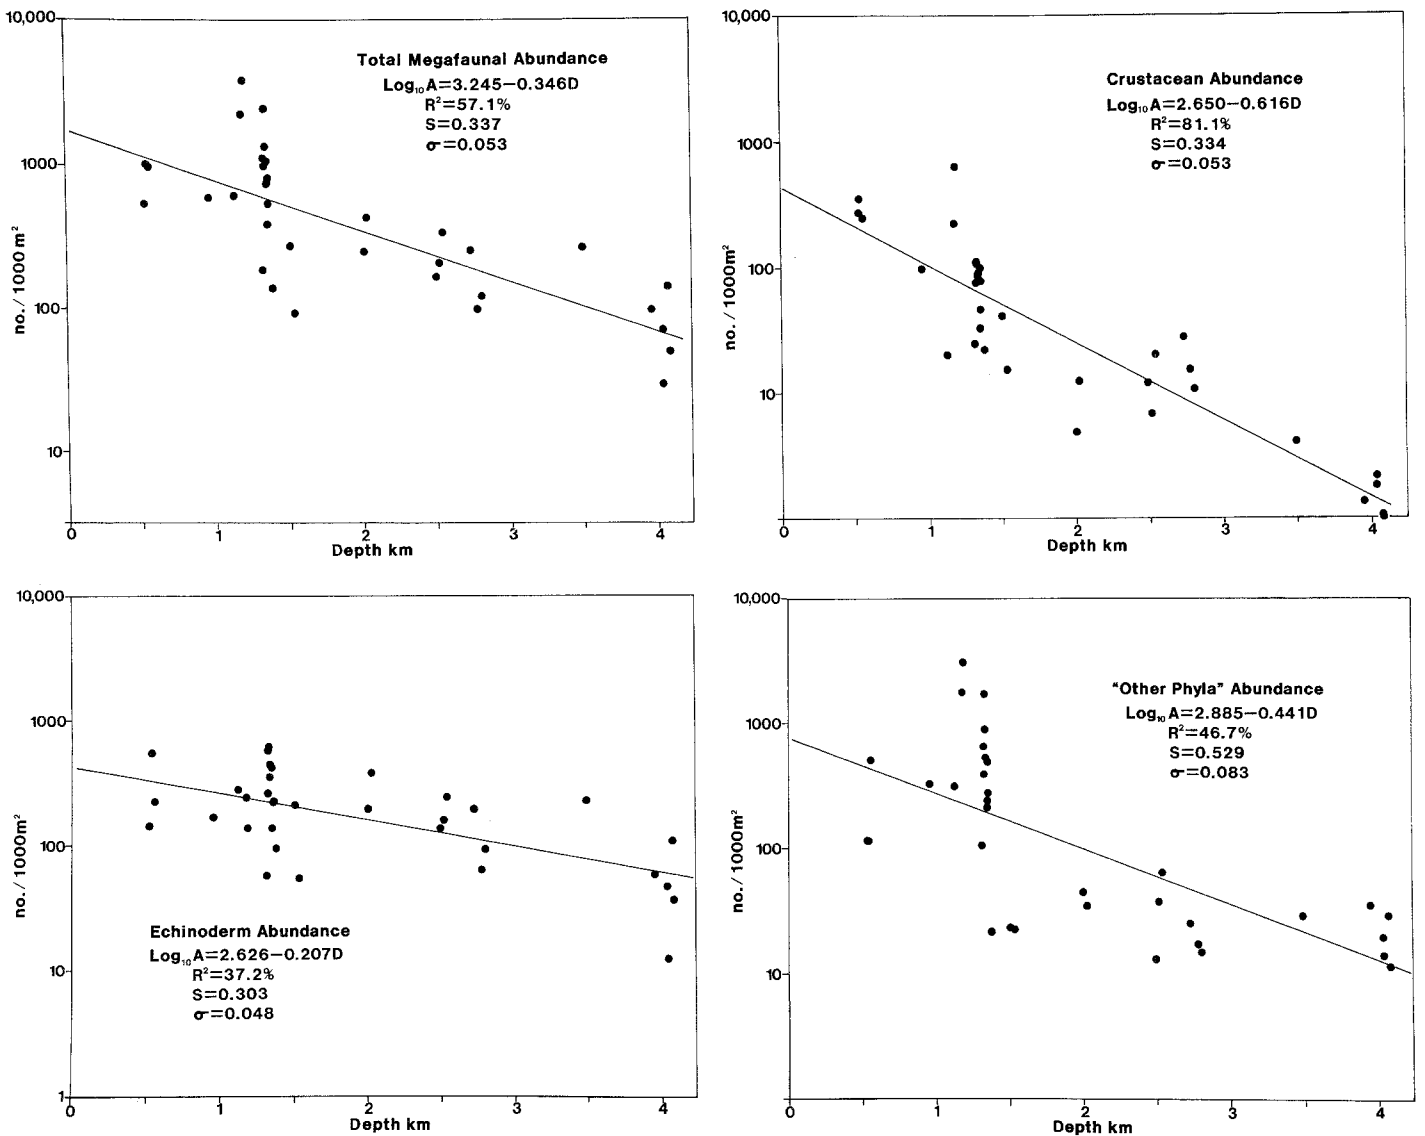 Total Megafaunal Abundance
Log₁₀A=3.245−0.346D
R²=57.1%
S=0.337
σ=0.053
10,000
1000
100
10
no./1000 m²
0 1 2 3 4
Depth km
Crustacean Abundance
Log₁₀A=2.650−0.616D
R²=81.1%
S=0.334
σ=0.053
10,000
1000
100
10
no./1000m²
0 1 2 3 4
Depth km
10,000
1000
100
10
1
no./1000m²
Echinoderm Abundance
Log₁₀A=2.626−0.207D
R²=37.2%
S=0.303
σ=0.048
0 1 2 3 4
Depth km
"Other Phyla" Abundance
Log₁₀A=2.885−0.441D
R²=46.7%
S=0.529
σ=0.083
10,000
1000
100
10
no./1000m²
0 1 2 3 4
Depth km